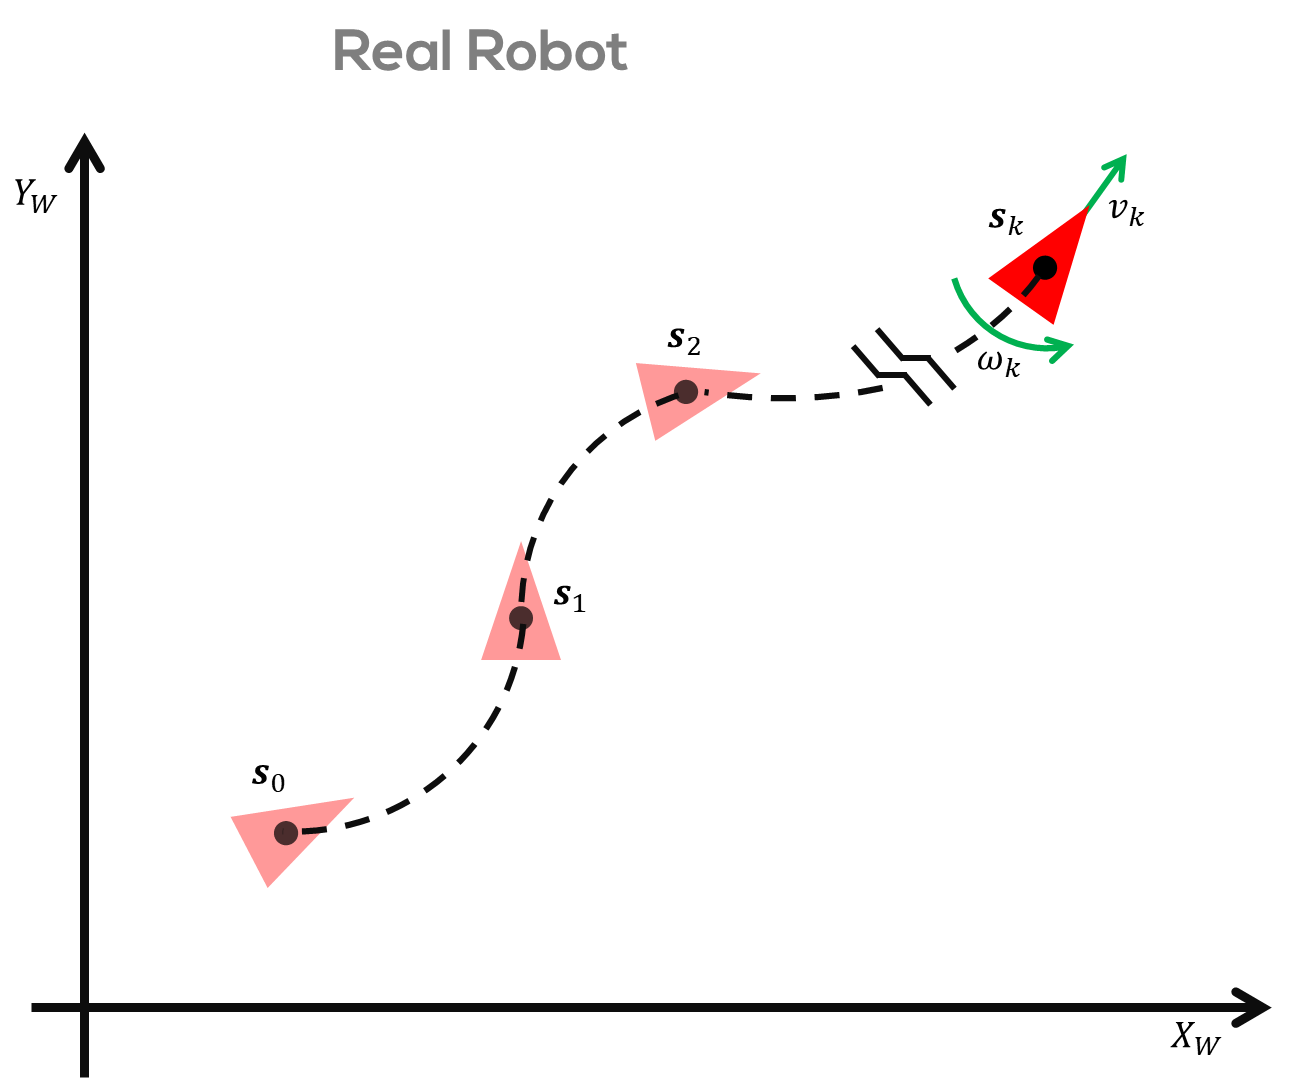 Real Robot
Y_W
s_k
v_k
s_2
ω_k
s_1
s_0
X_W